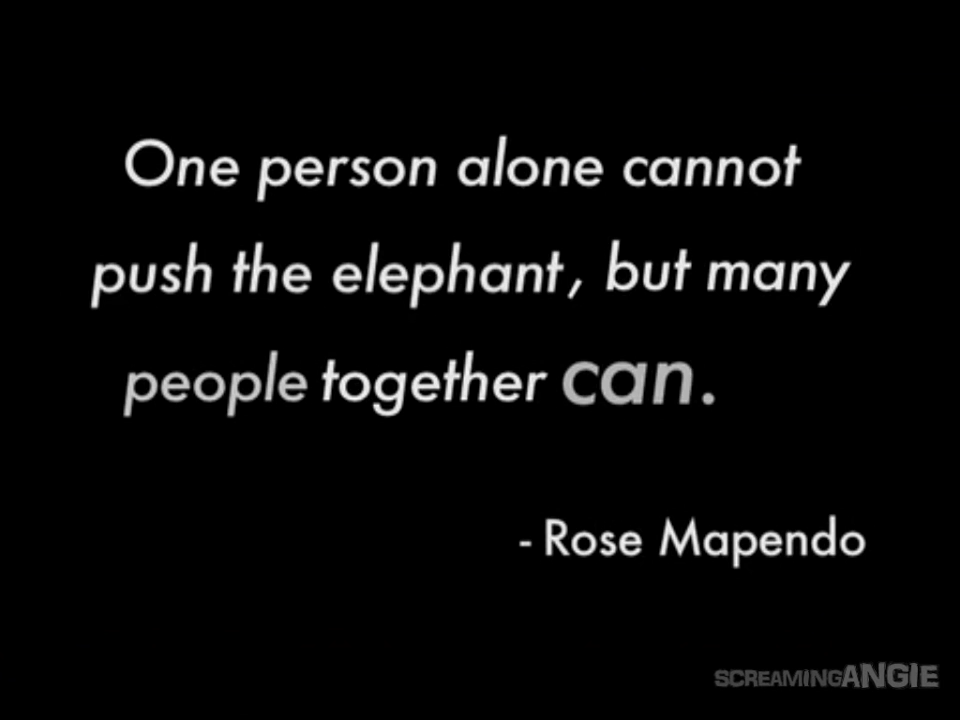 One person alone cannot
push the elephant, but many
people together can.
- Rose Mapendo
SCREAMINGANGIE